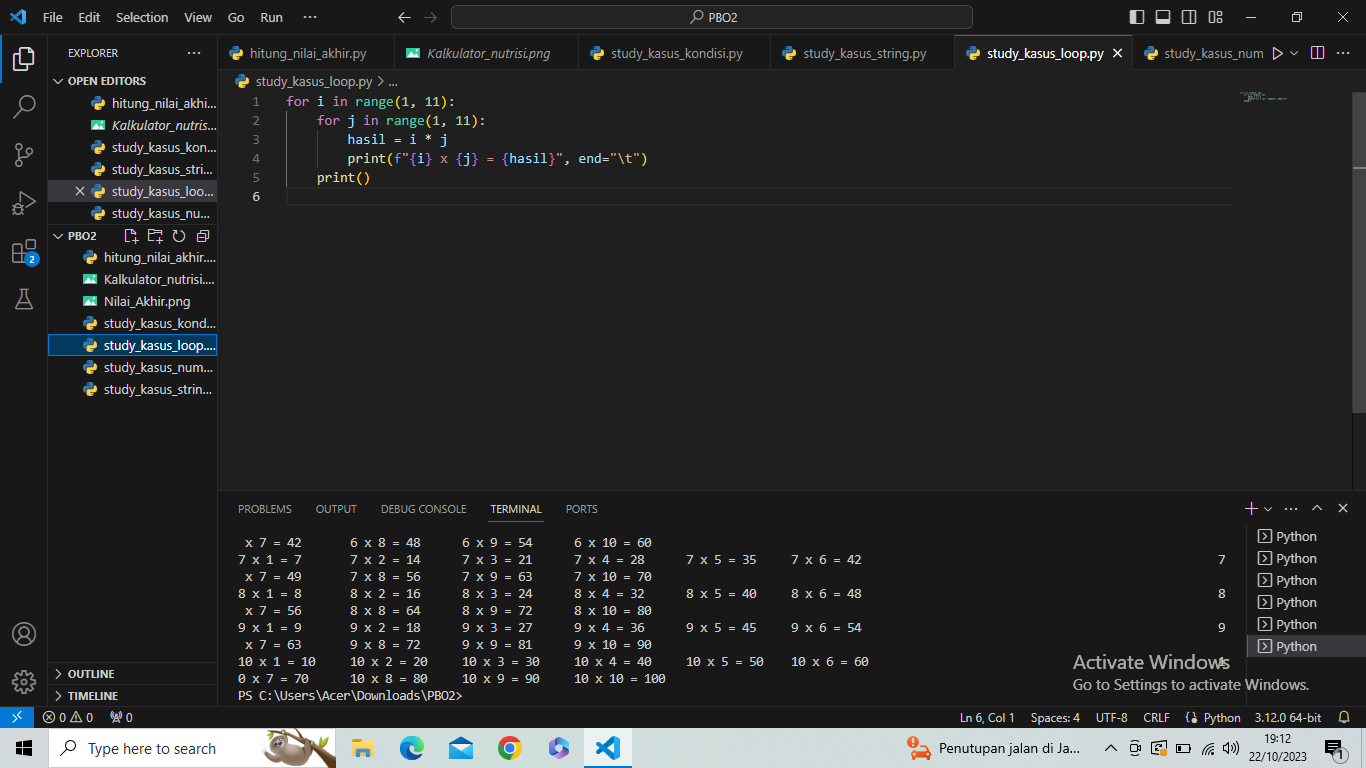 File Edit Selection View Go Run ··· PBO2
EXPLORER ···
OPEN EDITORS
hitung_nilai_akhi...
Kalkulator_nutris...
study_kasus_kon...
study_kasus_stri...
study_kasus_loo...
study_kasus_nu...
PBO2
hitung_nilai_akhir....
Kalkulator_nutrisi....
Nilai_Akhir.png
study_kasus_kond...
study_kasus_loop....
study_kasus_num...
study_kasus_strin...
OUTLINE
TIMELINE
2
hitung_nilai_akhir.py Kalkulator_nutrisi.png study_kasus_kondisi.py study_kasus_string.py study_kasus_loop.py study_kasus_num
study_kasus_loop.py > ...
1 for i in range(1, 11):
2 for j in range(1, 11):
3 hasil = i * j
4 print(f"{i} x {j} = {hasil}", end="\t")
5 print()
6
PROBLEMS OUTPUT DEBUG CONSOLE TERMINAL PORTS
x 7 = 42 6 x 8 = 48 6 x 9 = 54 6 x 10 = 60
7 x 1 = 7 7 x 2 = 14 7 x 3 = 21 7 x 4 = 28 7 x 5 = 35 7 x 6 = 42 7
x 7 = 49 7 x 8 = 56 7 x 9 = 63 7 x 10 = 70
8 x 1 = 8 8 x 2 = 16 8 x 3 = 24 8 x 4 = 32 8 x 5 = 40 8 x 6 = 48 8
x 7 = 56 8 x 8 = 64 8 x 9 = 72 8 x 10 = 80
9 x 1 = 9 9 x 2 = 18 9 x 3 = 27 9 x 4 = 36 9 x 5 = 45 9 x 6 = 54 9
x 7 = 63 9 x 8 = 72 9 x 9 = 81 9 x 10 = 90
10 x 1 = 10 10 x 2 = 20 10 x 3 = 30 10 x 4 = 40 10 x 5 = 50 10 x 6 = 60 1
0 x 7 = 70 10 x 8 = 80 10 x 9 = 90 10 x 10 = 100
PS C:\Users\Acer\Downloads\PBO2>
Python
Python
Python
Python
Python
Python
Activate Windows
Go to Settings to activate Windows.
0 0 0 Ln 6, Col 1 Spaces: 4 UTF-8 CRLF Python 3.12.0 64-bit
Type here to search
Penutupan jalan di Ja...
19:12
22/10/2023
1